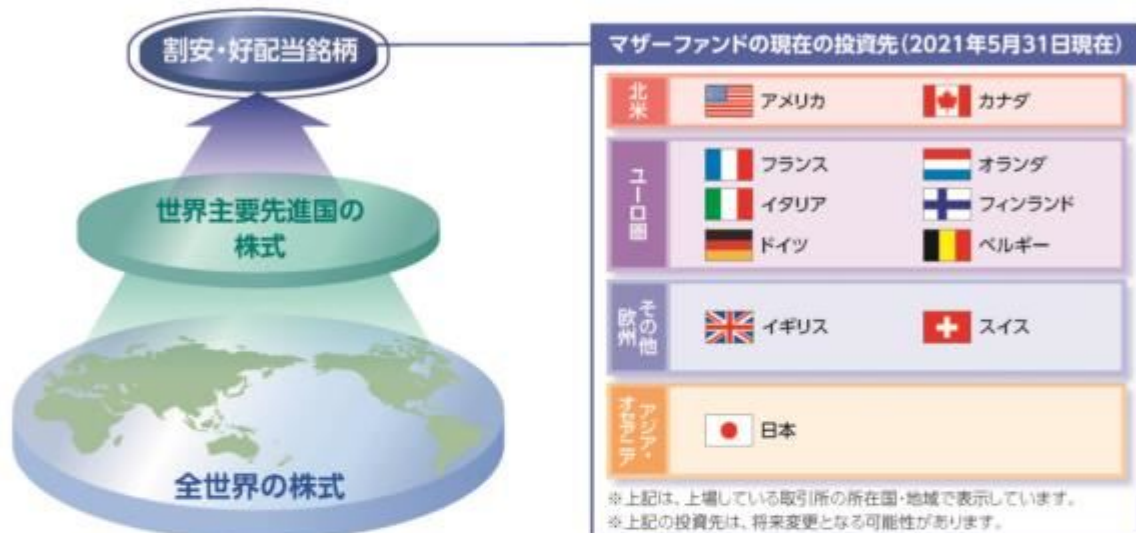 割安・好配当銘柄
世界主要先進国の
株式
全世界の株式
マザーファンドの現在の投資先(2021年5月31日現在)
北米
アメリカ
カナダ
ユーロ圏
フランス
オランダ
イタリア
フィンランド
ドイツ
ベルギー
その他
欧州
イギリス
スイス
アジア・
オセアニア
日本
※上記は、上場している取引所の所在国・地域で表示しています。
※上記の投資先は、将来変更となる可能性があります。